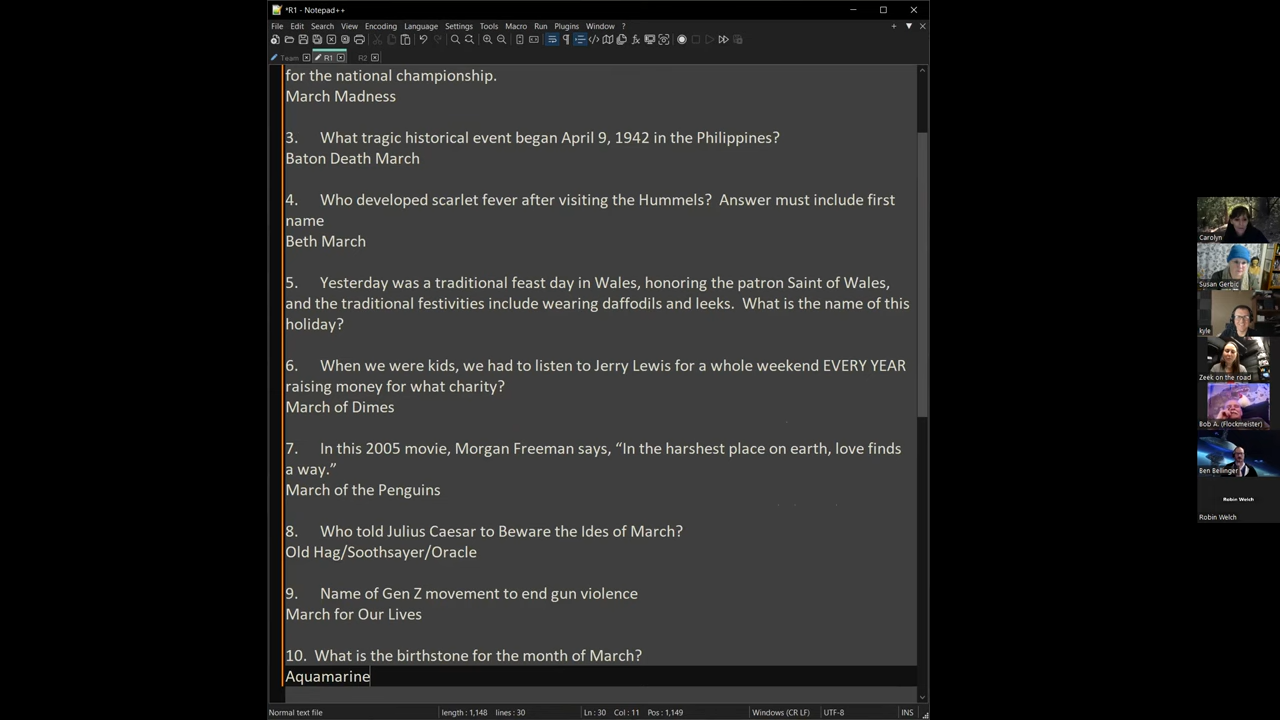 *R1 - Notepad++
File Edit Search View Encoding Language Settings Tools Macro Run Plugins Window ?
Team R1 R2
for the national championship.
March Madness
3. What tragic historical event began April 9, 1942 in the Philippines?
Baton Death March
4. Who developed scarlet fever after visiting the Hummels? Answer must include first
name
Beth March
5. Yesterday was a traditional feast day in Wales, honoring the patron Saint of Wales,
and the traditional festivities include wearing daffodils and leeks. What is the name of this
holiday?
6. When we were kids, we had to listen to Jerry Lewis for a whole weekend EVERY YEAR
raising money for what charity?
March of Dimes
7. In this 2005 movie, Morgan Freeman says, “In the harshest place on earth, love finds
a way.”
March of the Penguins
8. Who told Julius Caesar to Beware the Ides of March?
Old Hag/Soothsayer/Oracle
9. Name of Gen Z movement to end gun violence
March for Our Lives
10. What is the birthstone for the month of March?
Aquamarine
Normal text file length : 1,148 lines : 30 Ln : 30 Col : 11 Pos : 1,149 Windows (CR LF) UTF-8 INS
Carolyn
Susan Gerbic
kyle
Zeek on the road
Bob A. (Flockmeister)
Ben Bellinger
Robin Welch
Robin Welch